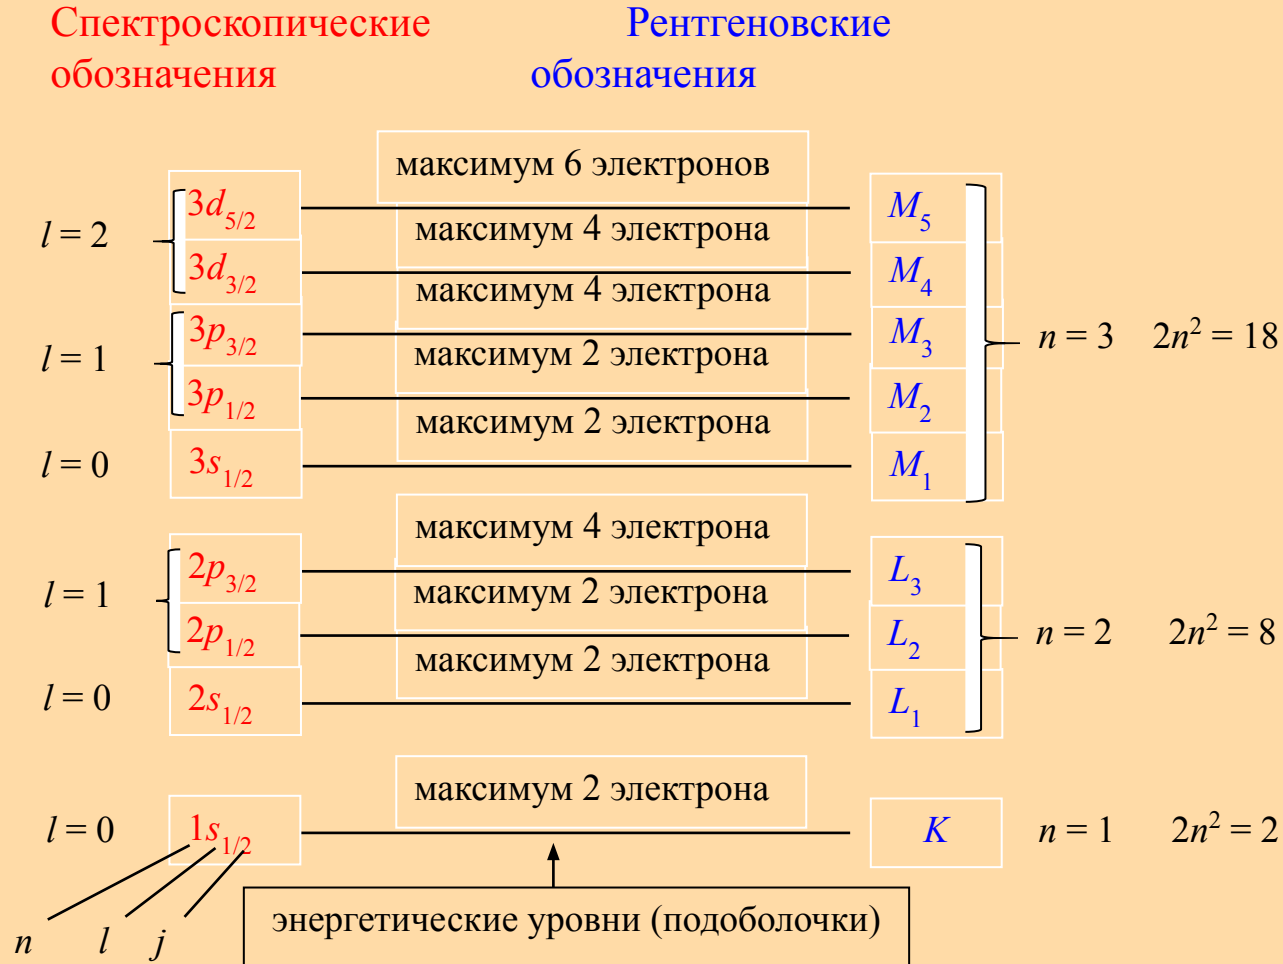 Спектроскопические обозначения
Рентгеновские обозначения
максимум 6 электронов
l = 2
3d5/2
M5
максимум 4 электрона
3d3/2
M4
максимум 4 электрона
l = 1
3p3/2
M3
n = 3 2n² = 18
максимум 2 электрона
3p1/2
M2
максимум 2 электрона
l = 0
3s1/2
M1
максимум 4 электрона
l = 1
2p3/2
L3
максимум 2 электрона
2p1/2
L2
n = 2 2n² = 8
максимум 2 электрона
l = 0
2s1/2
L1
максимум 2 электрона
l = 0
1s1/2
K
n = 1 2n² = 2
энергетические уровни (подоболочки)
n l j